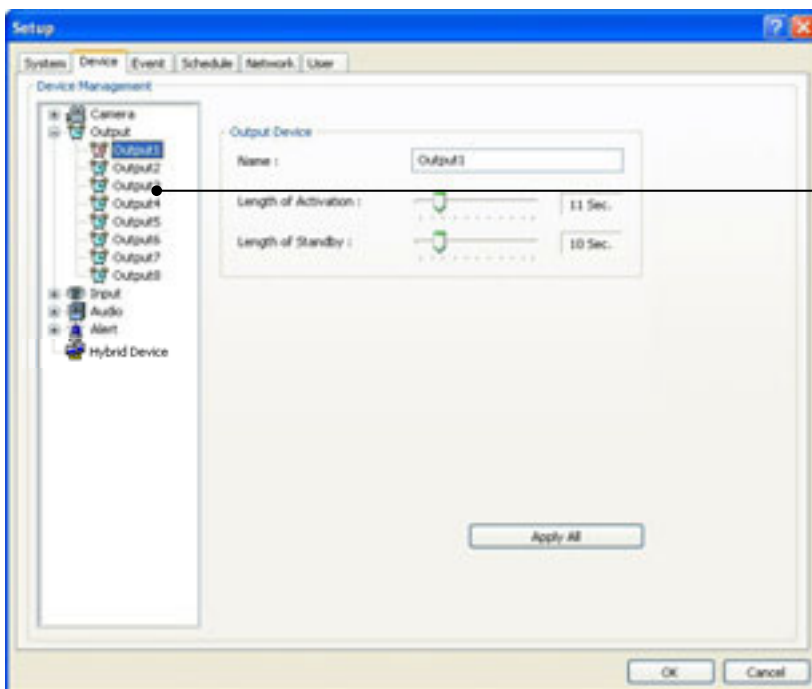 Setup
System Device Event Schedule Network User
Device Management
Camera
Output
Output1
Output2
Output3
Output4
Output5
Output6
Output7
Output8
Input
Audio
Alert
Hybrid Device
Output Device
Name : Output1
Length of Activation : 11 Sec.
Length of Standby : 10 Sec.
Apply All
OK Cancel